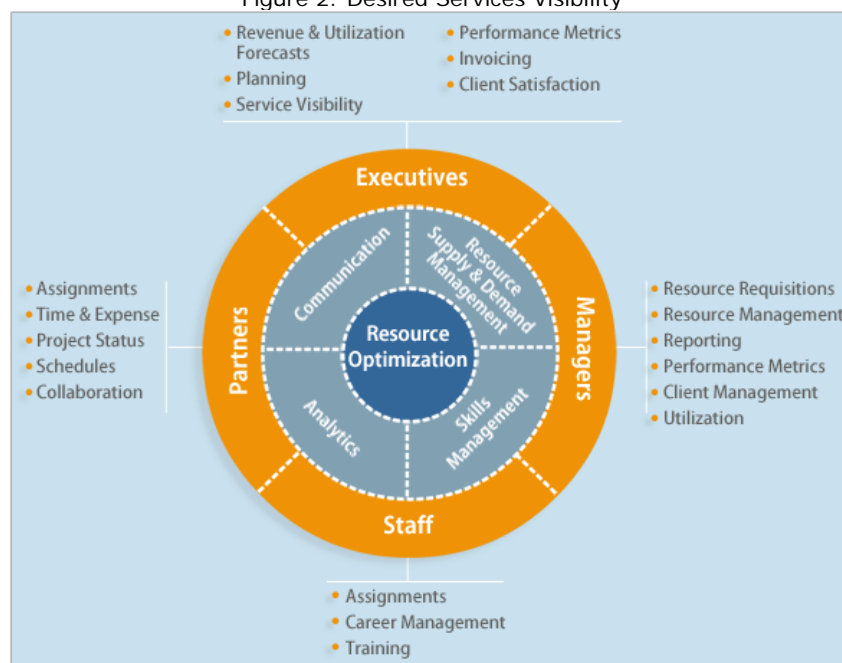 Figure 2: Desired Services Visibility
Revenue & Utilization
Forecasts
Planning
Service Visibility
Performance Metrics
Invoicing
Client Satisfaction
Executives
Communication
Resource
Supply & Demand
Management
Partners
Assignments
Time & Expense
Project Status
Schedules
Collaboration
Resource
Optimization
Managers
Resource Requisitions
Resource Management
Reporting
Performance Metrics
Client Management
Utilization
Analytics
Skills
Management
Staff
Assignments
Career Management
Training